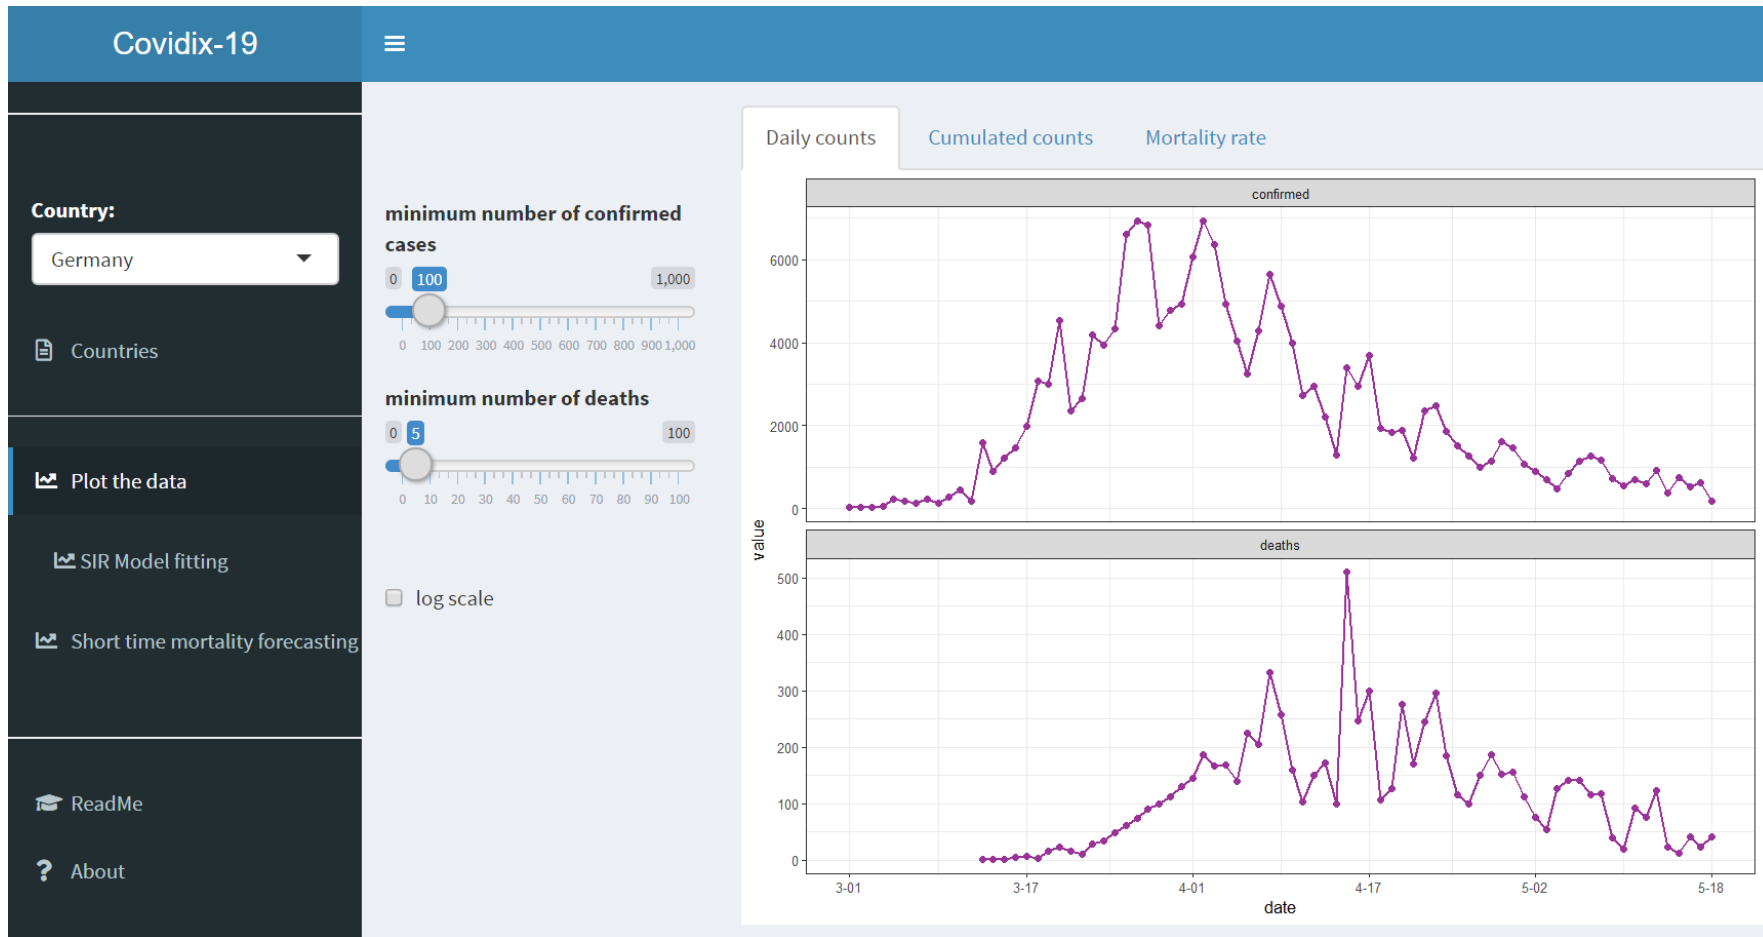 Covidix-19
Country:
Germany
Countries
Plot the data
SIR Model fitting
Short time mortality forecasting
ReadMe
About
minimum number of confirmed
cases
0 100 1,000
0 100 200 300 400 500 600 700 800 900 1,000
minimum number of deaths
0 5 100
0 10 20 30 40 50 60 70 80 90 100
log scale
Daily counts Cumulated counts Mortality rate
confirmed
6000
4000
2000
0
value
deaths
500
400
300
200
100
0
3-01 3-17 4-01 4-17 5-02 5-18
date